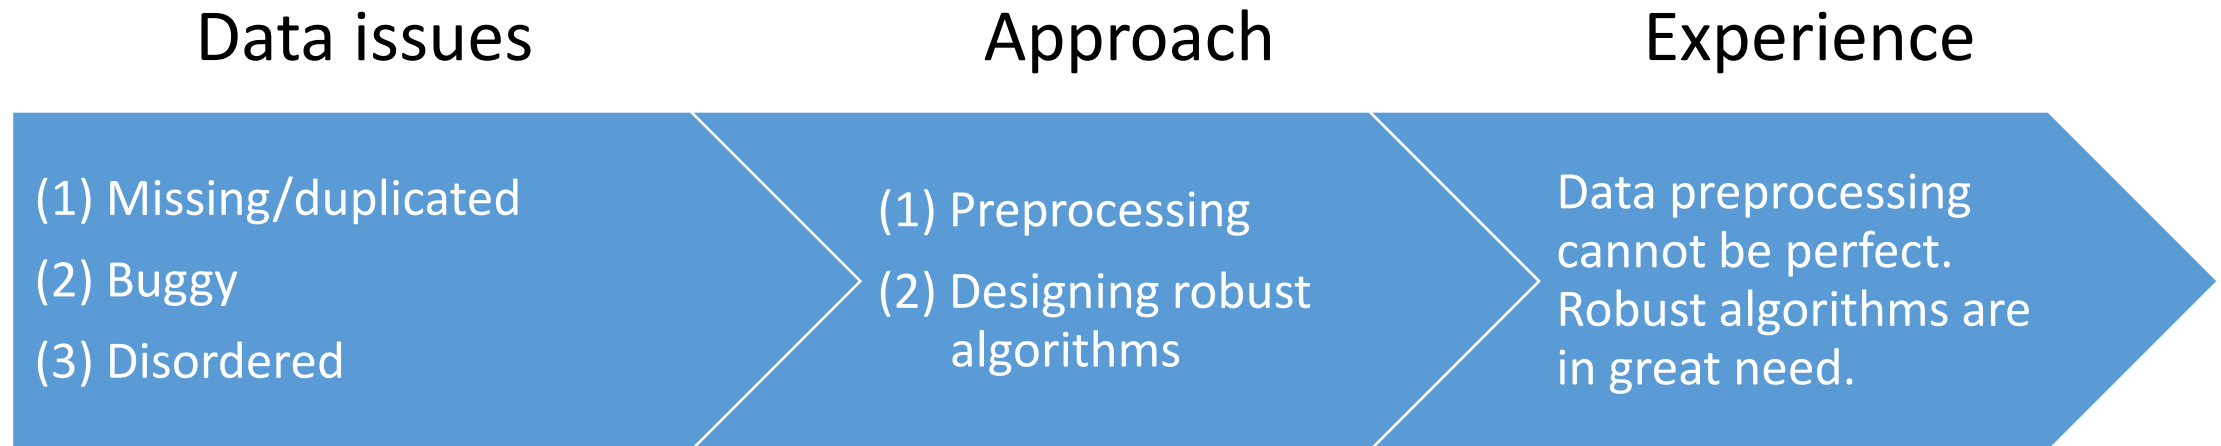 Data issues
Approach
Experience
(1) Missing/duplicated
(2) Buggy
(3) Disordered
(1) Preprocessing
(2) Designing robust
algorithms
Data preprocessing
cannot be perfect.
Robust algorithms are
in great need.